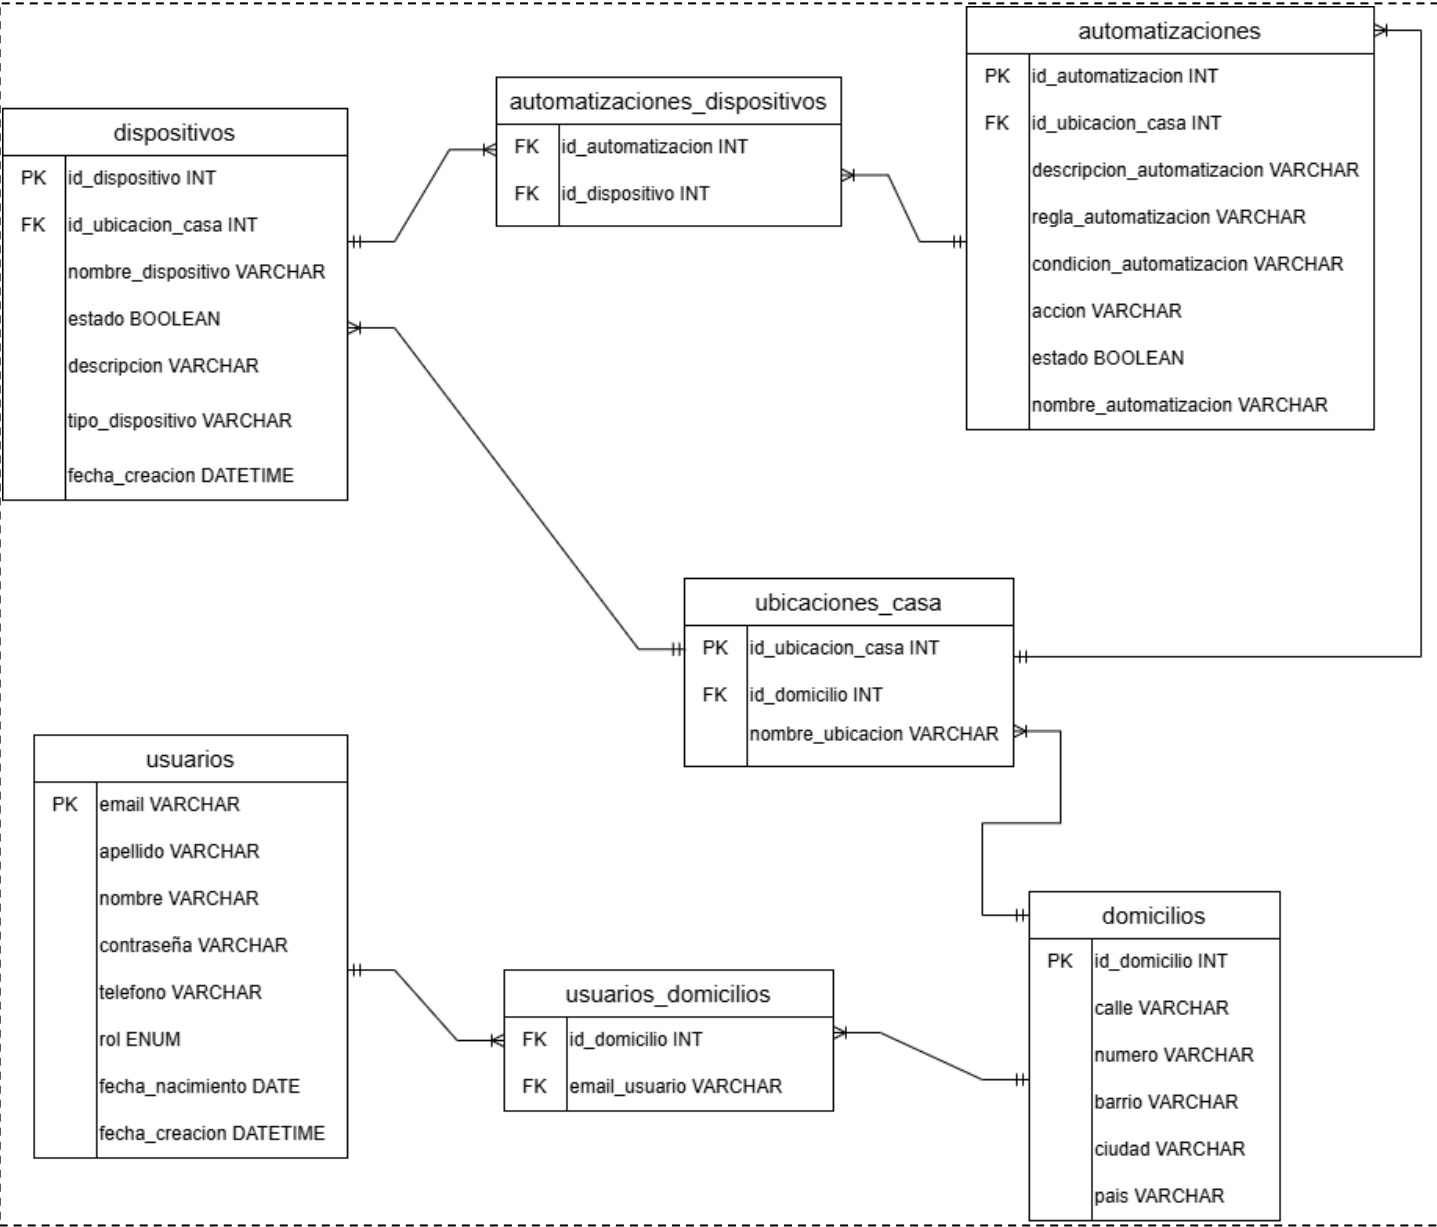 automatizaciones
PK id_automatizacion INT
FK id_ubicacion_casa INT
descripcion_automatizacion VARCHAR
regla_automatizacion VARCHAR
condicion_automatizacion VARCHAR
accion VARCHAR
estado BOOLEAN
nombre_automatizacion VARCHAR
automatizaciones_dispositivos
FK id_automatizacion INT
FK id_dispositivo INT
dispositivos
PK id_dispositivo INT
FK id_ubicacion_casa INT
nombre_dispositivo VARCHAR
estado BOOLEAN
descripcion VARCHAR
tipo_dispositivo VARCHAR
fecha_creacion DATETIME
ubicaciones_casa
PK id_ubicacion_casa INT
FK id_domicilio INT
nombre_ubicacion VARCHAR
usuarios
PK email VARCHAR
apellido VARCHAR
nombre VARCHAR
contraseña VARCHAR
telefono VARCHAR
rol ENUM
fecha_nacimiento DATE
fecha_creacion DATETIME
usuarios_domicilios
FK id_domicilio INT
FK email_usuario VARCHAR
domicilios
PK id_domicilio INT
calle VARCHAR
numero VARCHAR
barrio VARCHAR
ciudad VARCHAR
pais VARCHAR